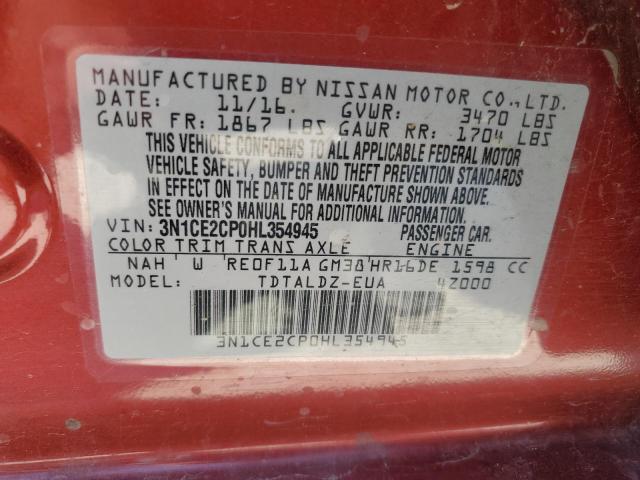 MANUFACTURED BY NISSAN MOTOR CO., LTD.
DATE: 11/16. GVWR: 3470 LBS
GAWR FR: 1867 LBS GAWR RR: 1704 LBS
THIS VEHICLE CONFORMS TO ALL APPLICABLE FEDERAL MOTOR
VEHICLE SAFETY, BUMPER AND THEFT PREVENTION STANDARDS
IN EFFECT ON THE DATE OF MANUFACTURE SHOWN ABOVE.
SEE OWNER'S MANUAL FOR ADDITIONAL INFORMATION
VIN: 3N1CE2CP0HL354945 PASSENGER CAR.
COLOR TRIM TRANS AXLE ENGINE
NAH W RE0F11A GM38 HR16DE 1598 CC
MODEL: TDTALDZ-EUA 4Z000
3N1CE2CP0HL354945